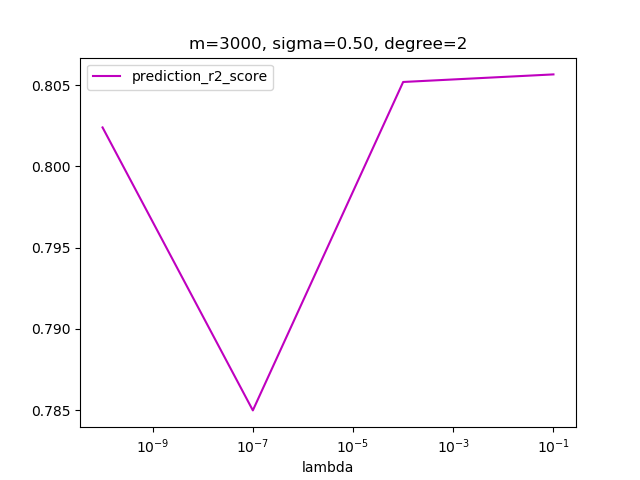 m=3000, sigma=0.50, degree=2
prediction_r2_score
0.805
0.800
0.795
0.790
0.785
10⁻⁹ 10⁻⁷ 10⁻⁵ 10⁻³ 10⁻¹
lambda